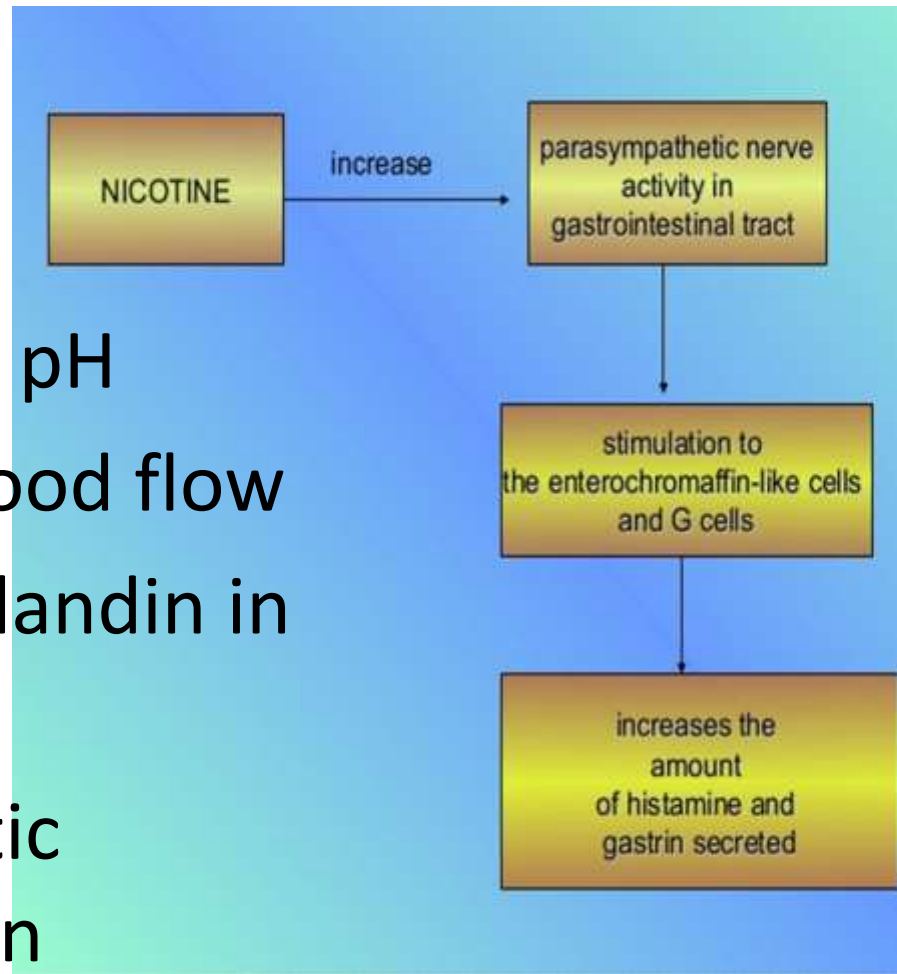 NICOTINE
increase
parasympathetic nerve
activity in
gastrointestinal tract
stimulation to
the enterochromaffin-like cells
and G cells
increases the
amount
of histamine and
gastrin secreted
pH
ood flow
landin in
tic
n